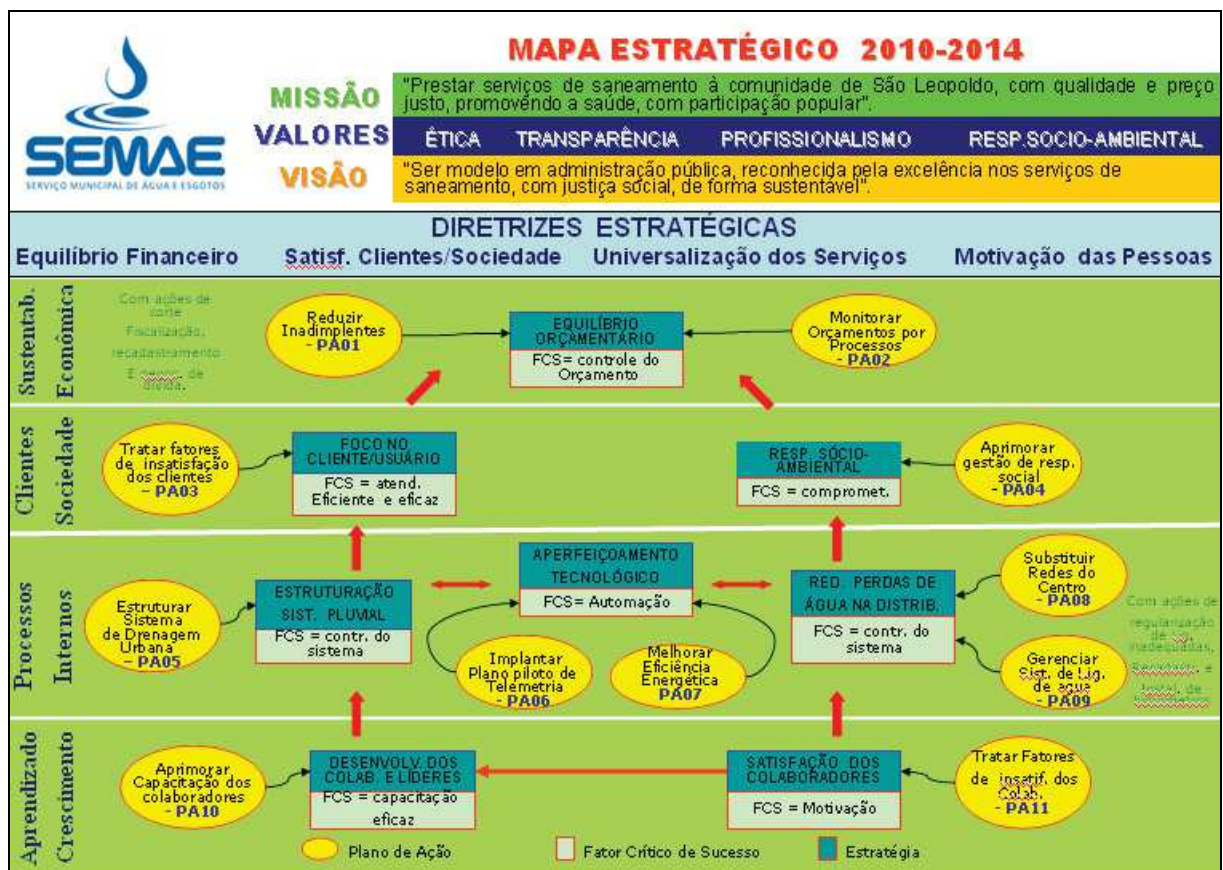 MAPA ESTRATÉGICO 2010-2014
SEMAE
SERVIÇO MUNICIPAL DE ÁGUA E ESGOTOS
MISSÃO
"Prestar serviços de saneamento à comunidade de São Leopoldo, com qualidade e preço
justo, promovendo a saúde, com participação popular".
VALORES
ÉTICA TRANSPARÊNCIA PROFISSIONALISMO RESP.SOCIO-AMBIENTAL
VISÃO
"Ser modelo em administração pública, reconhecida pela excelência nos serviços de
saneamento, com justiça social, de forma sustentável".
DIRETRIZES ESTRATÉGICAS
Equilíbrio Financeiro Satisf. Clientes/Sociedade Universalização dos Serviços Motivação das Pessoas
Sustentab.
Econômica
Com ações de
corte
Fiscalização,
recadastramento
E de
dívida.
Reduzir
Inadimplentes
- PA01
EQUILÍBRIO
ORÇAMENTÁRIO
FCS= controle do
Orçamento
Monitorar
Orçamentos por
Processos
- PA02
Clientes
Sociedade
Tratar fatores
de insatisfação
dos clientes
- PA03
FOCO NO
CLIENTE/USUÁRIO
FCS = atend.
Eficiente e eficaz
RESP. SÓCIO-
AMBIENTAL
FCS = compromet.
Aprimorar
gestão de resp.
social
- PA04
Processos
Internos
Estruturar
Sistema
de Drenagem
Urbana
- PA05
ESTRUTURAÇÃO
SIST. PLUVIAL
FCS = contr. do
sistema
APERFEIÇOAMENTO
TECNOLÓGICO
FCS= Automação
Implantar
Plano piloto de
Telemetria
- PA06
Melhorar
Eficiência
Energética
PA07
RED. PERDAS DE
ÁGUA NA DISTRIB.
FCS = contr. do
sistema
Substituir
Redes do
Centro
- PA08
Gerenciar
Sist. de Lig.
de agua
- PA09
Com ações de
regularização
de
inadequadas,
Recadastr. e
Instal. de
Aprendizado
Crescimento
Aprimorar
Capacitação dos
colaboradores
- PA10
DESENVOLV. DOS
COLAB. E LÍDERES
FCS = capacitação
eficaz
SATISFAÇÃO DOS
COLABORADORES
FCS = Motivação
Tratar Fatores
de insatif. dos
Colab.
- PA11
Plano de Ação Fator Crítico de Sucesso Estratégia